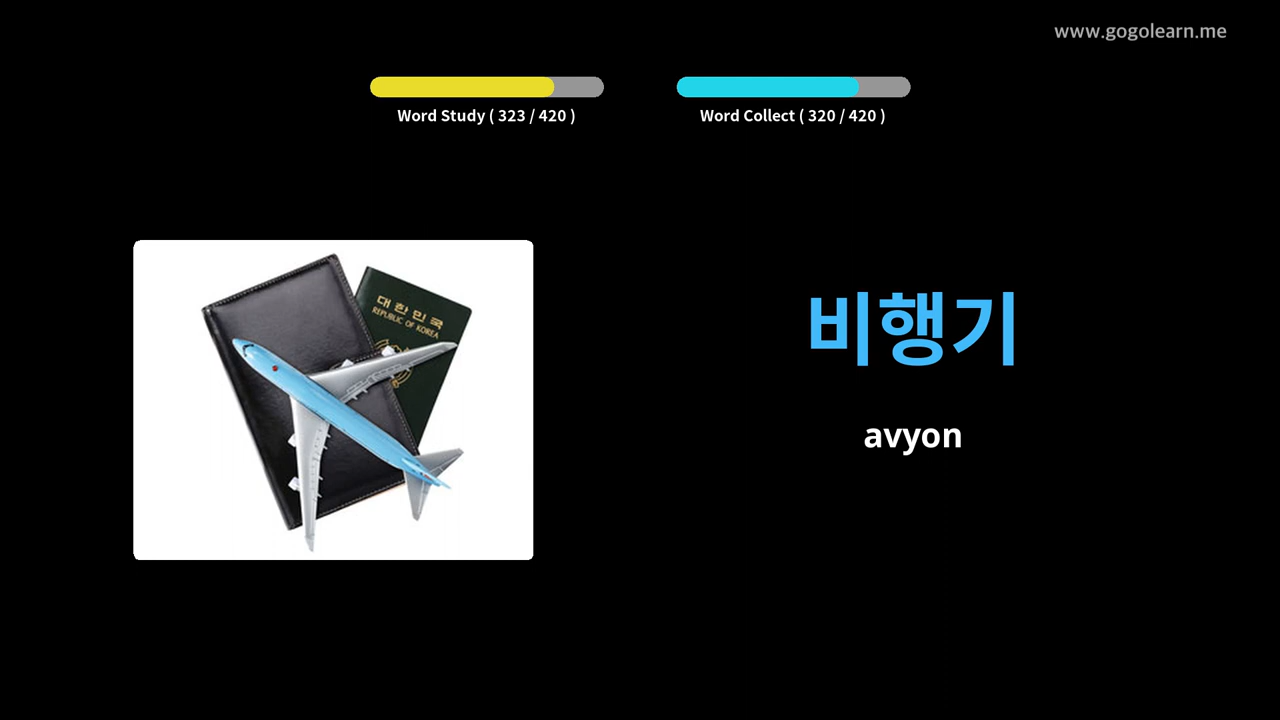 www.gogolearn.me
Word Study ( 323 / 420 )
Word Collect ( 320 / 420 )
대한민국
REPUBLIC OF KOREA
비행기
avyon